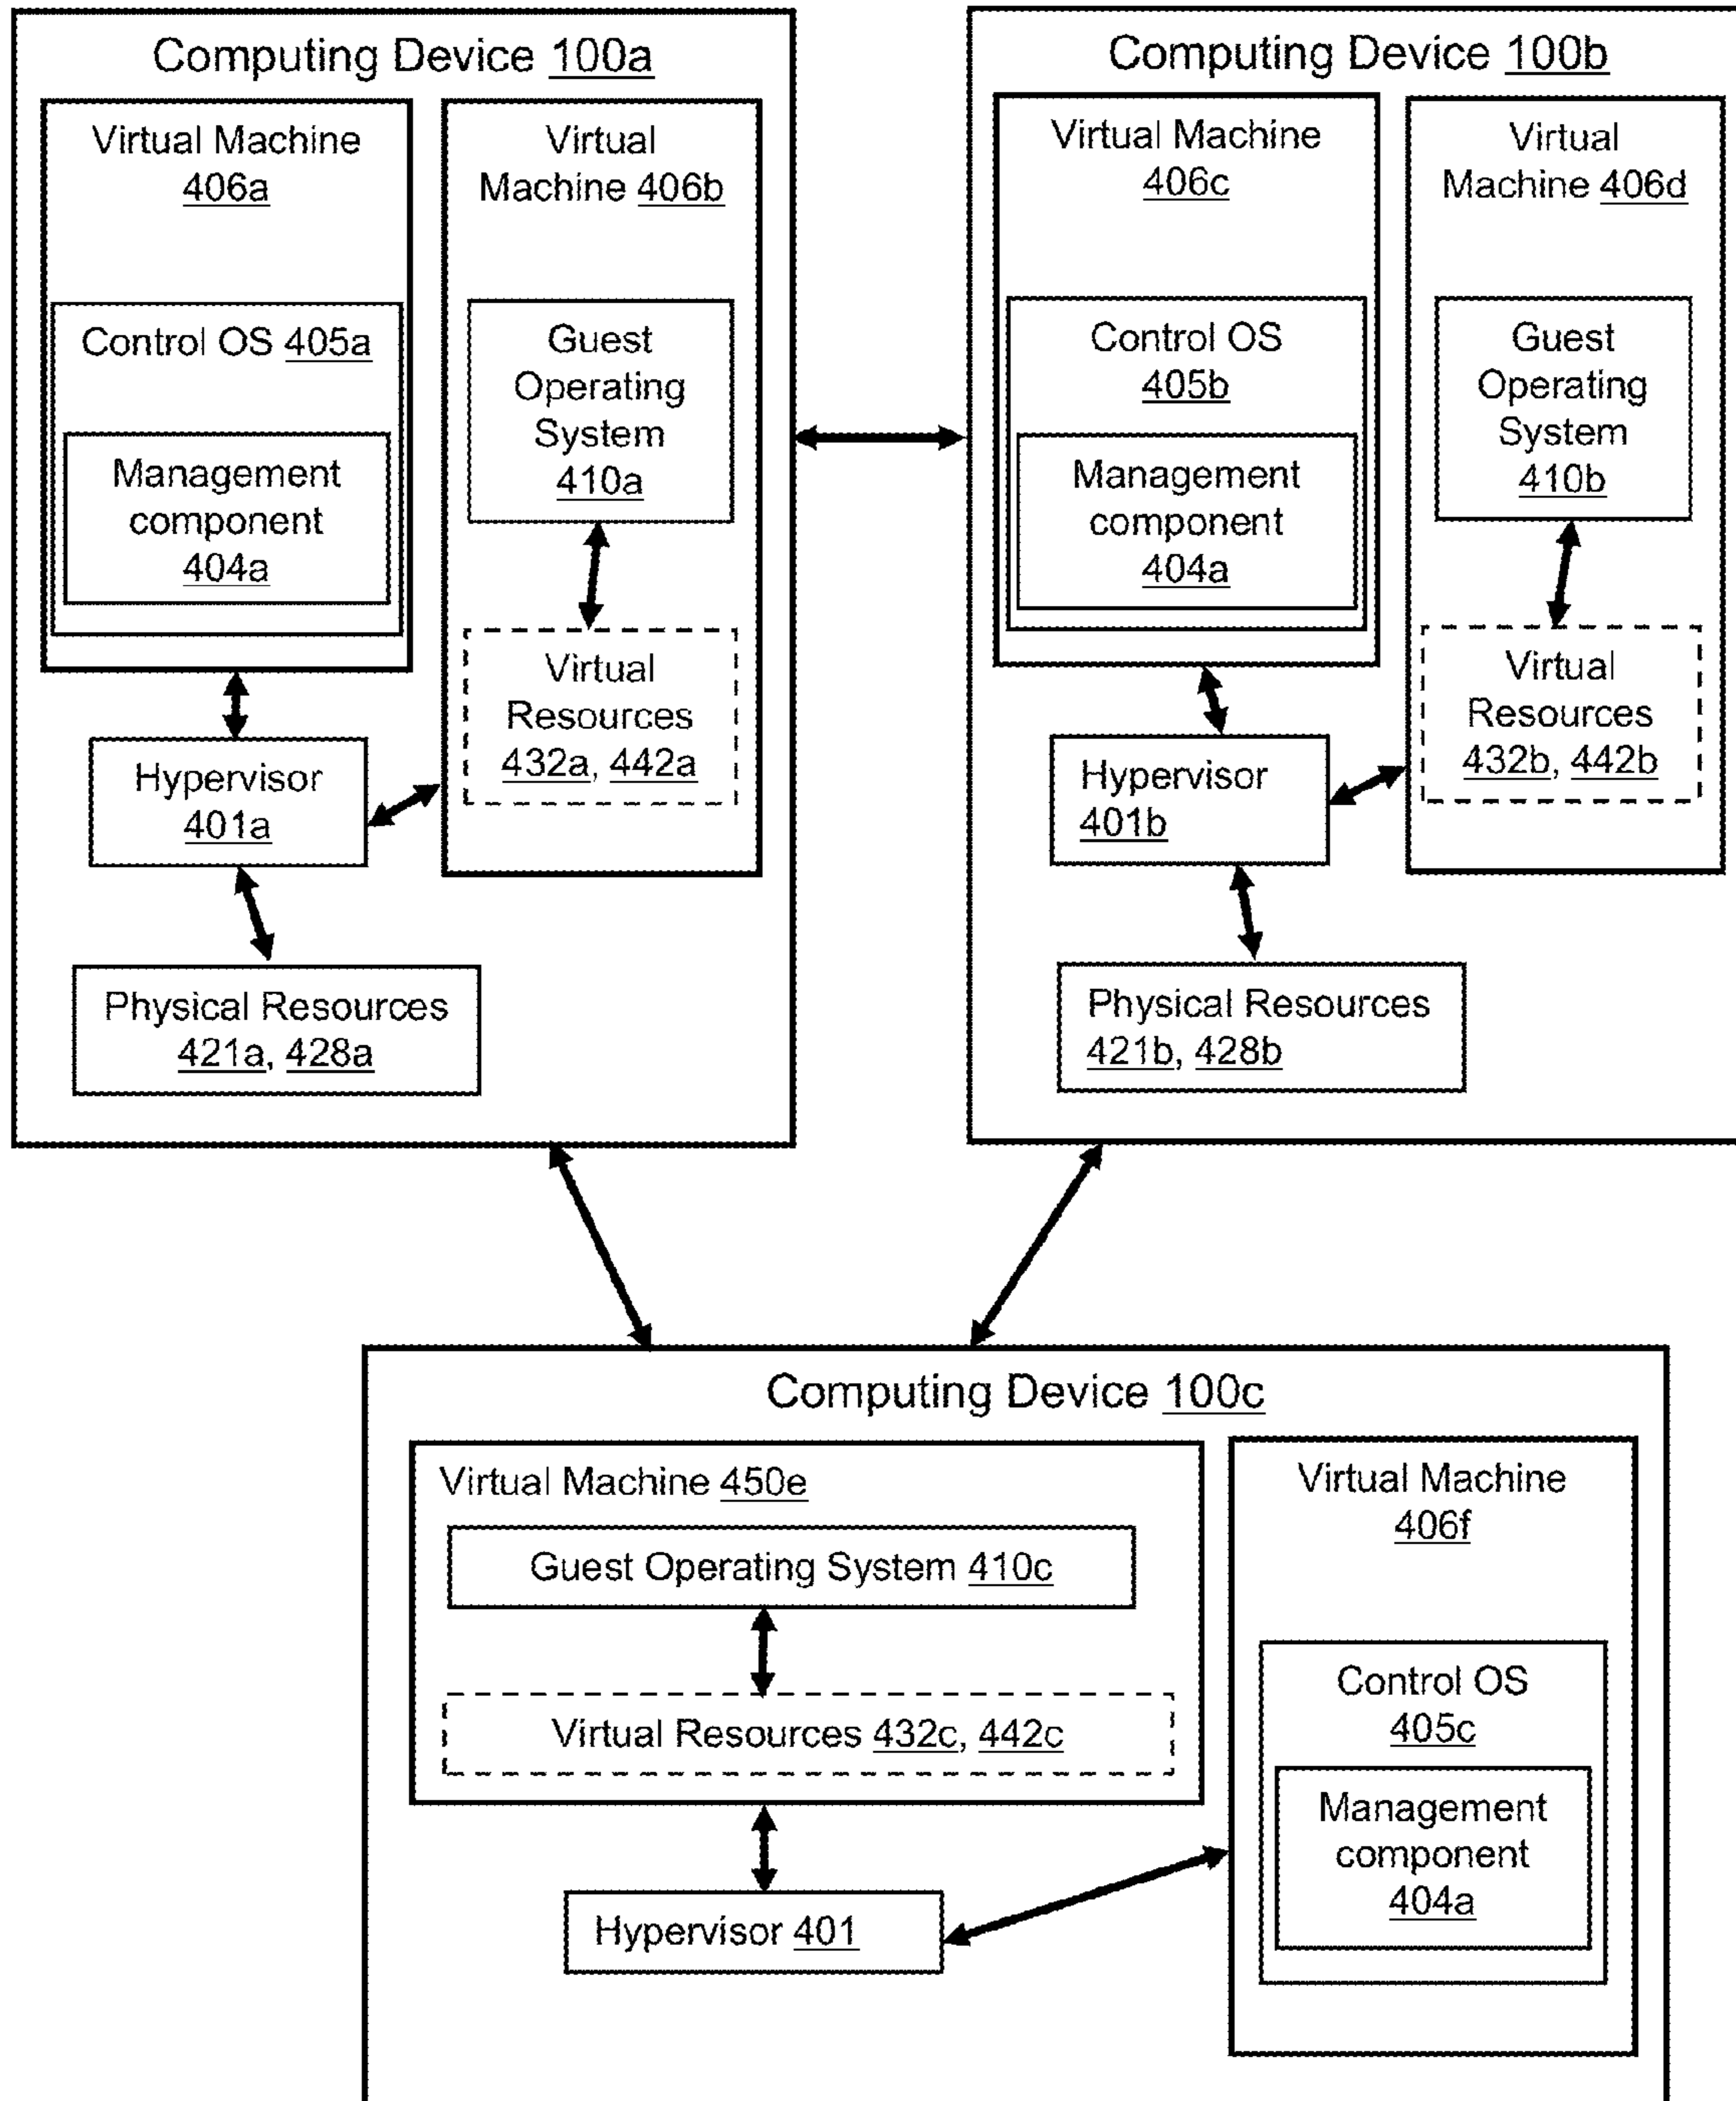 Computing Device 100a
Virtual Machine
406a
Control OS 405a
Management
component
404a
Virtual
Machine 406b
Guest
Operating
System
410a
Virtual
Resources
432a, 442a
Hypervisor
401a
Physical Resources
421a, 428a
Computing Device 100b
Virtual Machine
406c
Control OS
405b
Management
component
404a
Virtual
Machine 406d
Guest
Operating
System
410b
Virtual
Resources
432b, 442b
Hypervisor
401b
Physical Resources
421b, 428b
Computing Device 100c
Virtual Machine 450e
Guest Operating System 410c
Virtual Resources 432c, 442c
Hypervisor 401
Virtual Machine
406f
Control OS
405c
Management
component
404a